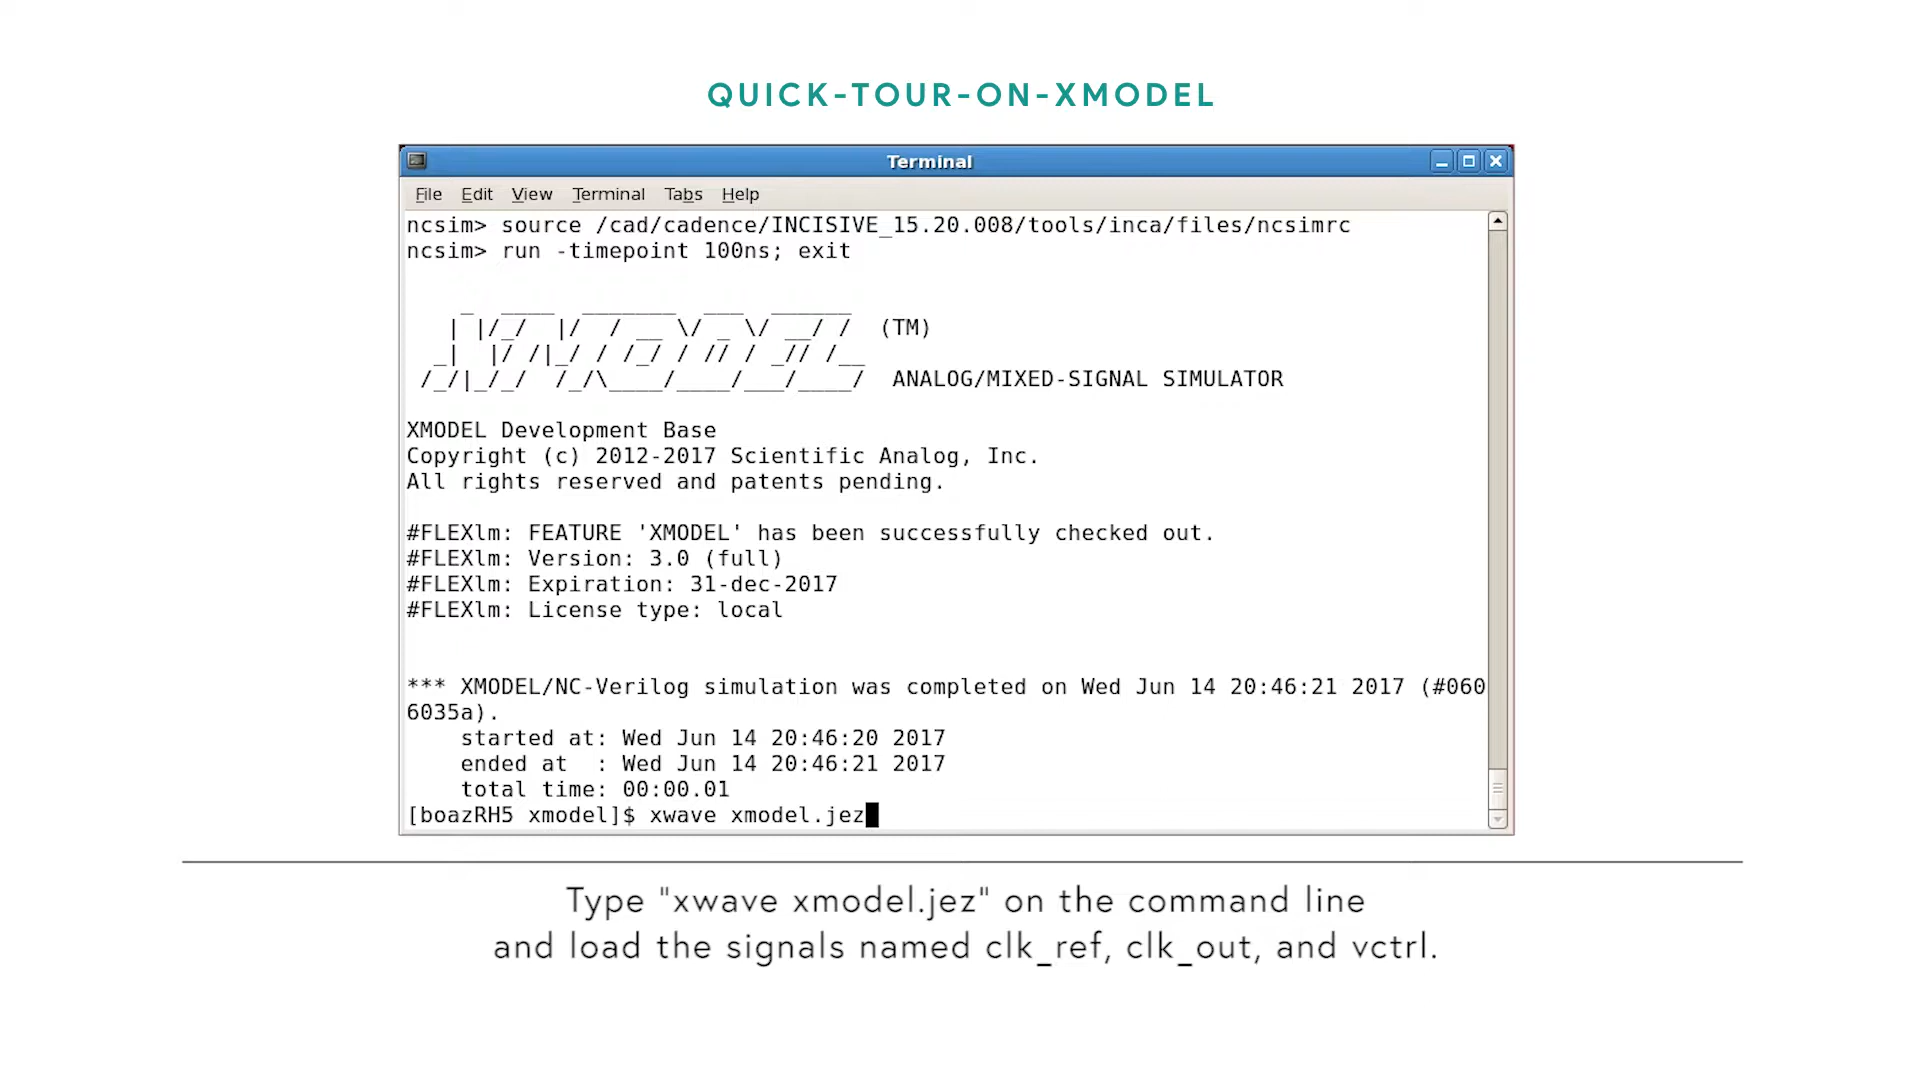 QUICK-TOUR-ON-XMODEL
Terminal
File Edit View Terminal Tabs Help
ncsim> source /cad/cadence/INCISIVE_15.20.008/tools/inca/files/ncsimrc
ncsim> run -timepoint 100ns; exit
XMODEL (TM)
ANALOG/MIXED-SIGNAL SIMULATOR
XMODEL Development Base
Copyright (c) 2012-2017 Scientific Analog, Inc.
All rights reserved and patents pending.
#FLEXlm: FEATURE 'XMODEL' has been successfully checked out.
#FLEXlm: Version: 3.0 (full)
#FLEXlm: Expiration: 31-dec-2017
#FLEXlm: License type: local
*** XMODEL/NC-Verilog simulation was completed on Wed Jun 14 20:46:21 2017 (#060
6035a).
started at: Wed Jun 14 20:46:20 2017
ended at  : Wed Jun 14 20:46:21 2017
total time: 00:00.01
[boazRH5 xmodel]$ xwave xmodel.jez
Type "xwave xmodel.jez" on the command line
and load the signals named clk_ref, clk_out, and vctrl.